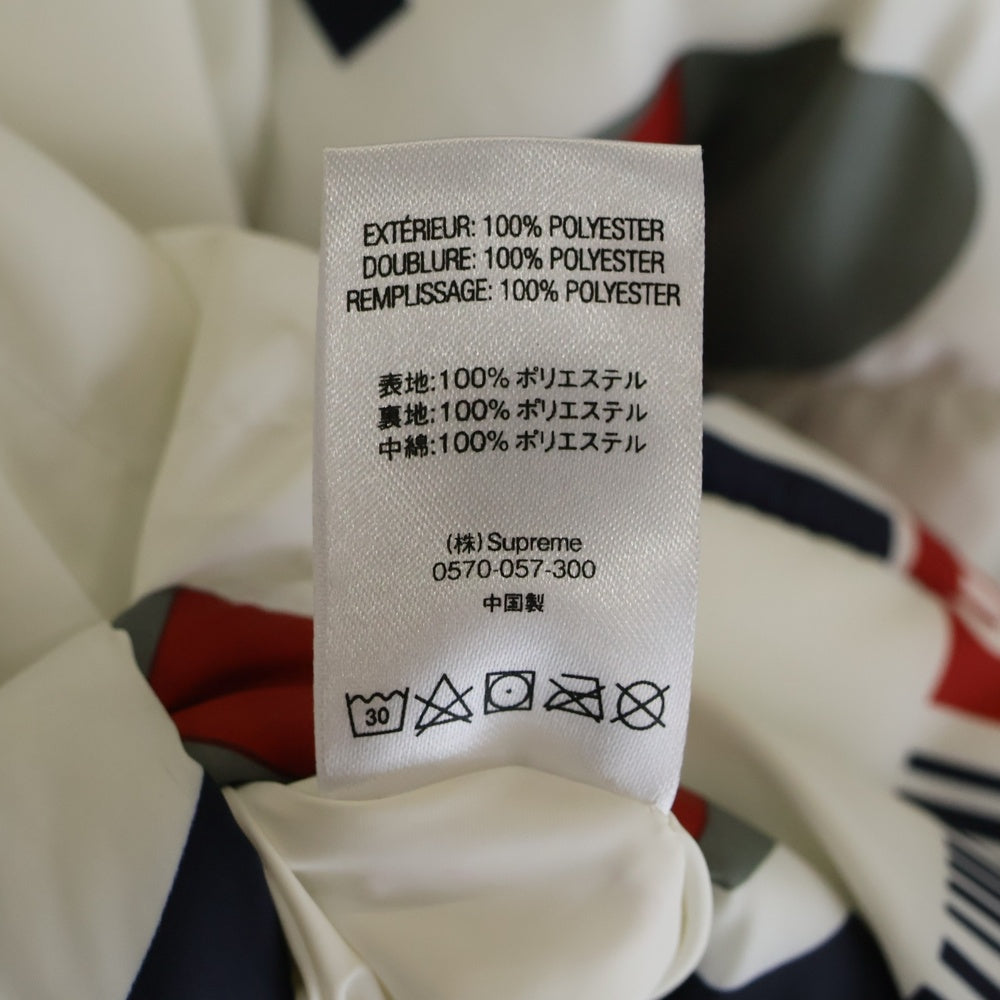 EXTÉRIEUR: 100% POLYESTER
DOUBLURE: 100% POLYESTER
REMPLISSAGE: 100% POLYESTER
表地:100% ポリエステル
裏地:100% ポリエステル
中綿:100% ポリエステル
(株)Supreme
0570-057-300
中国製
30